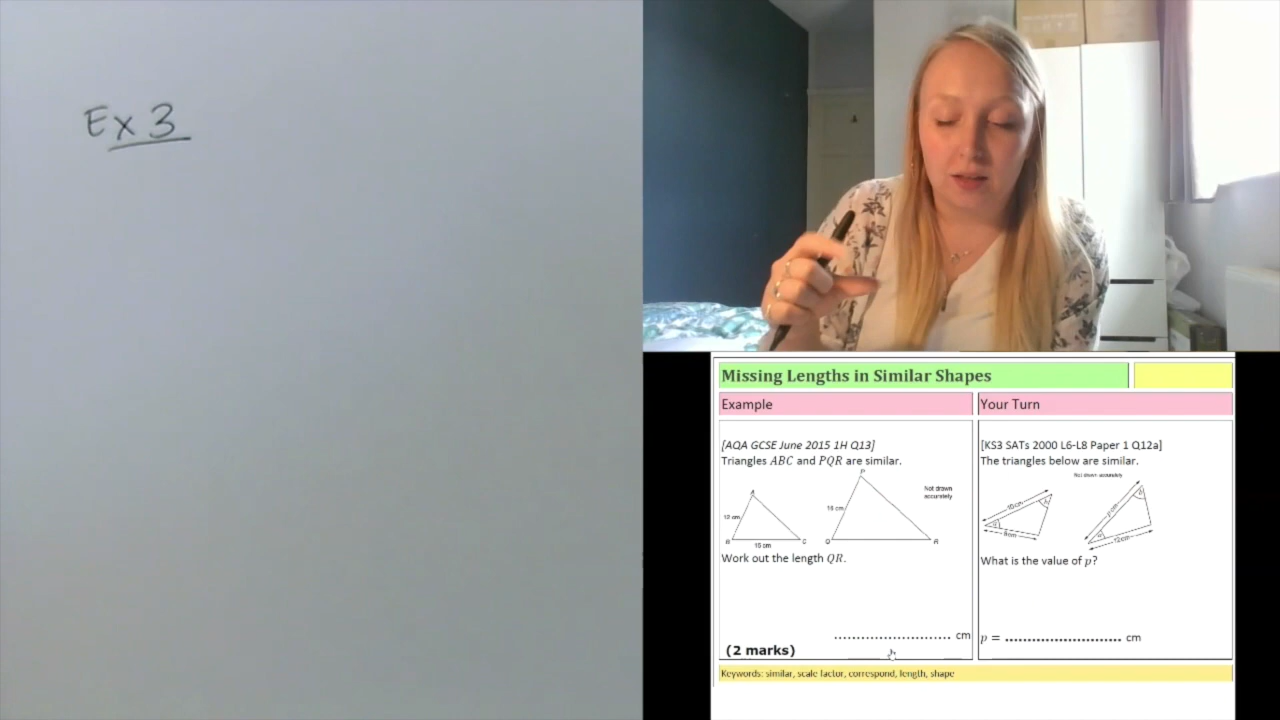 Ex 3
Missing Lengths in Similar Shapes
Example
[AQA GCSE June 2015 1H Q13]
Triangles ABC and PQR are similar.
P
A
Not drawn
accurately
12 cm
16 cm
B
C
15 cm
Q
R
Work out the length QR.
.......................... cm
(2 marks)
Your Turn
[KS3 SATs 2000 L6-L8 Paper 1 Q12a]
The triangles below are similar.
Not drawn accurately
10 cm
8 cm
p cm
12 cm
What is the value of p?
p = .......................... cm
Keywords: similar, scale factor, correspond, length, shape